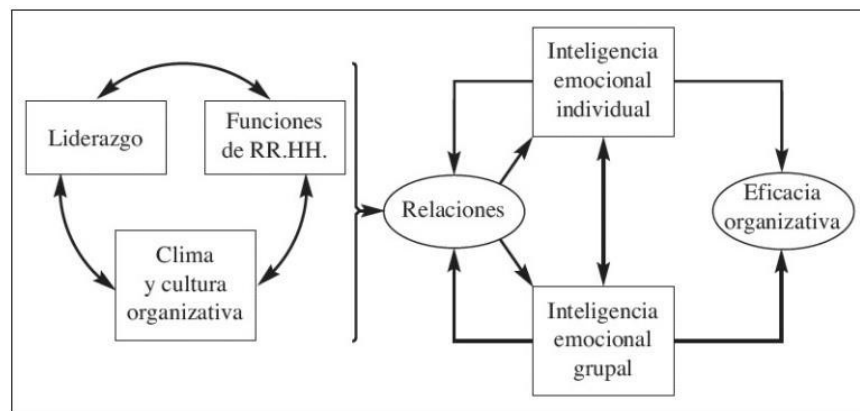 Liderazgo
Funciones
de RR.HH.
Clima
y cultura
organizativa
Relaciones
Inteligencia
emocional
individual
Inteligencia
emocional
grupal
Eficacia
organizativa